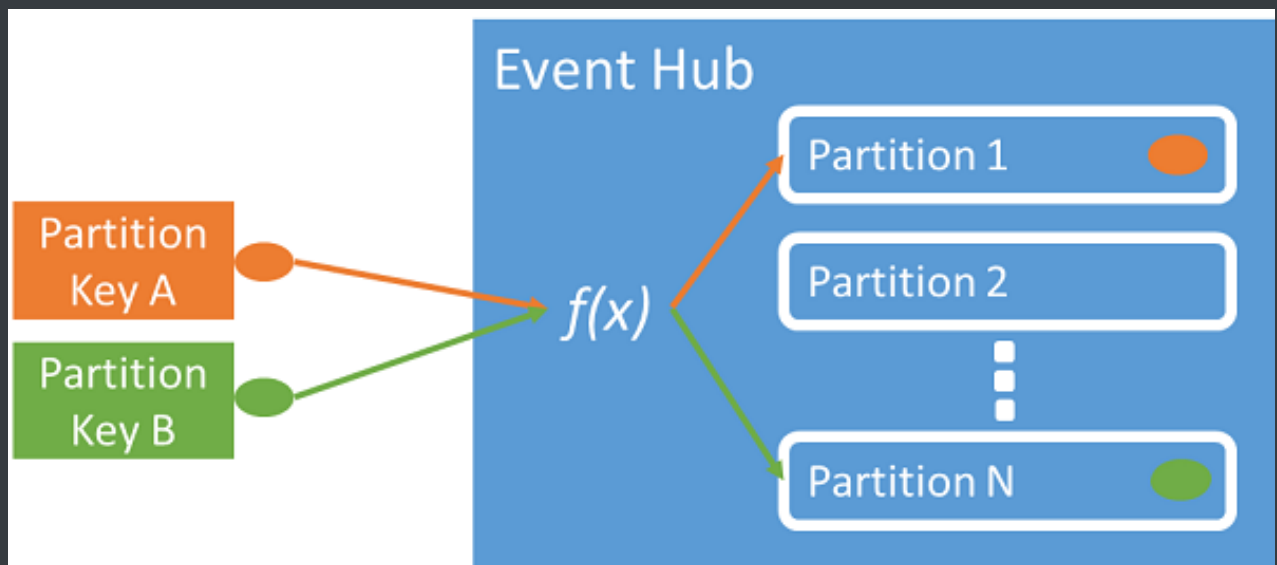 Event Hub
Partition
Key A
Partition
Key B
f(x)
Partition 1
Partition 2
Partition N